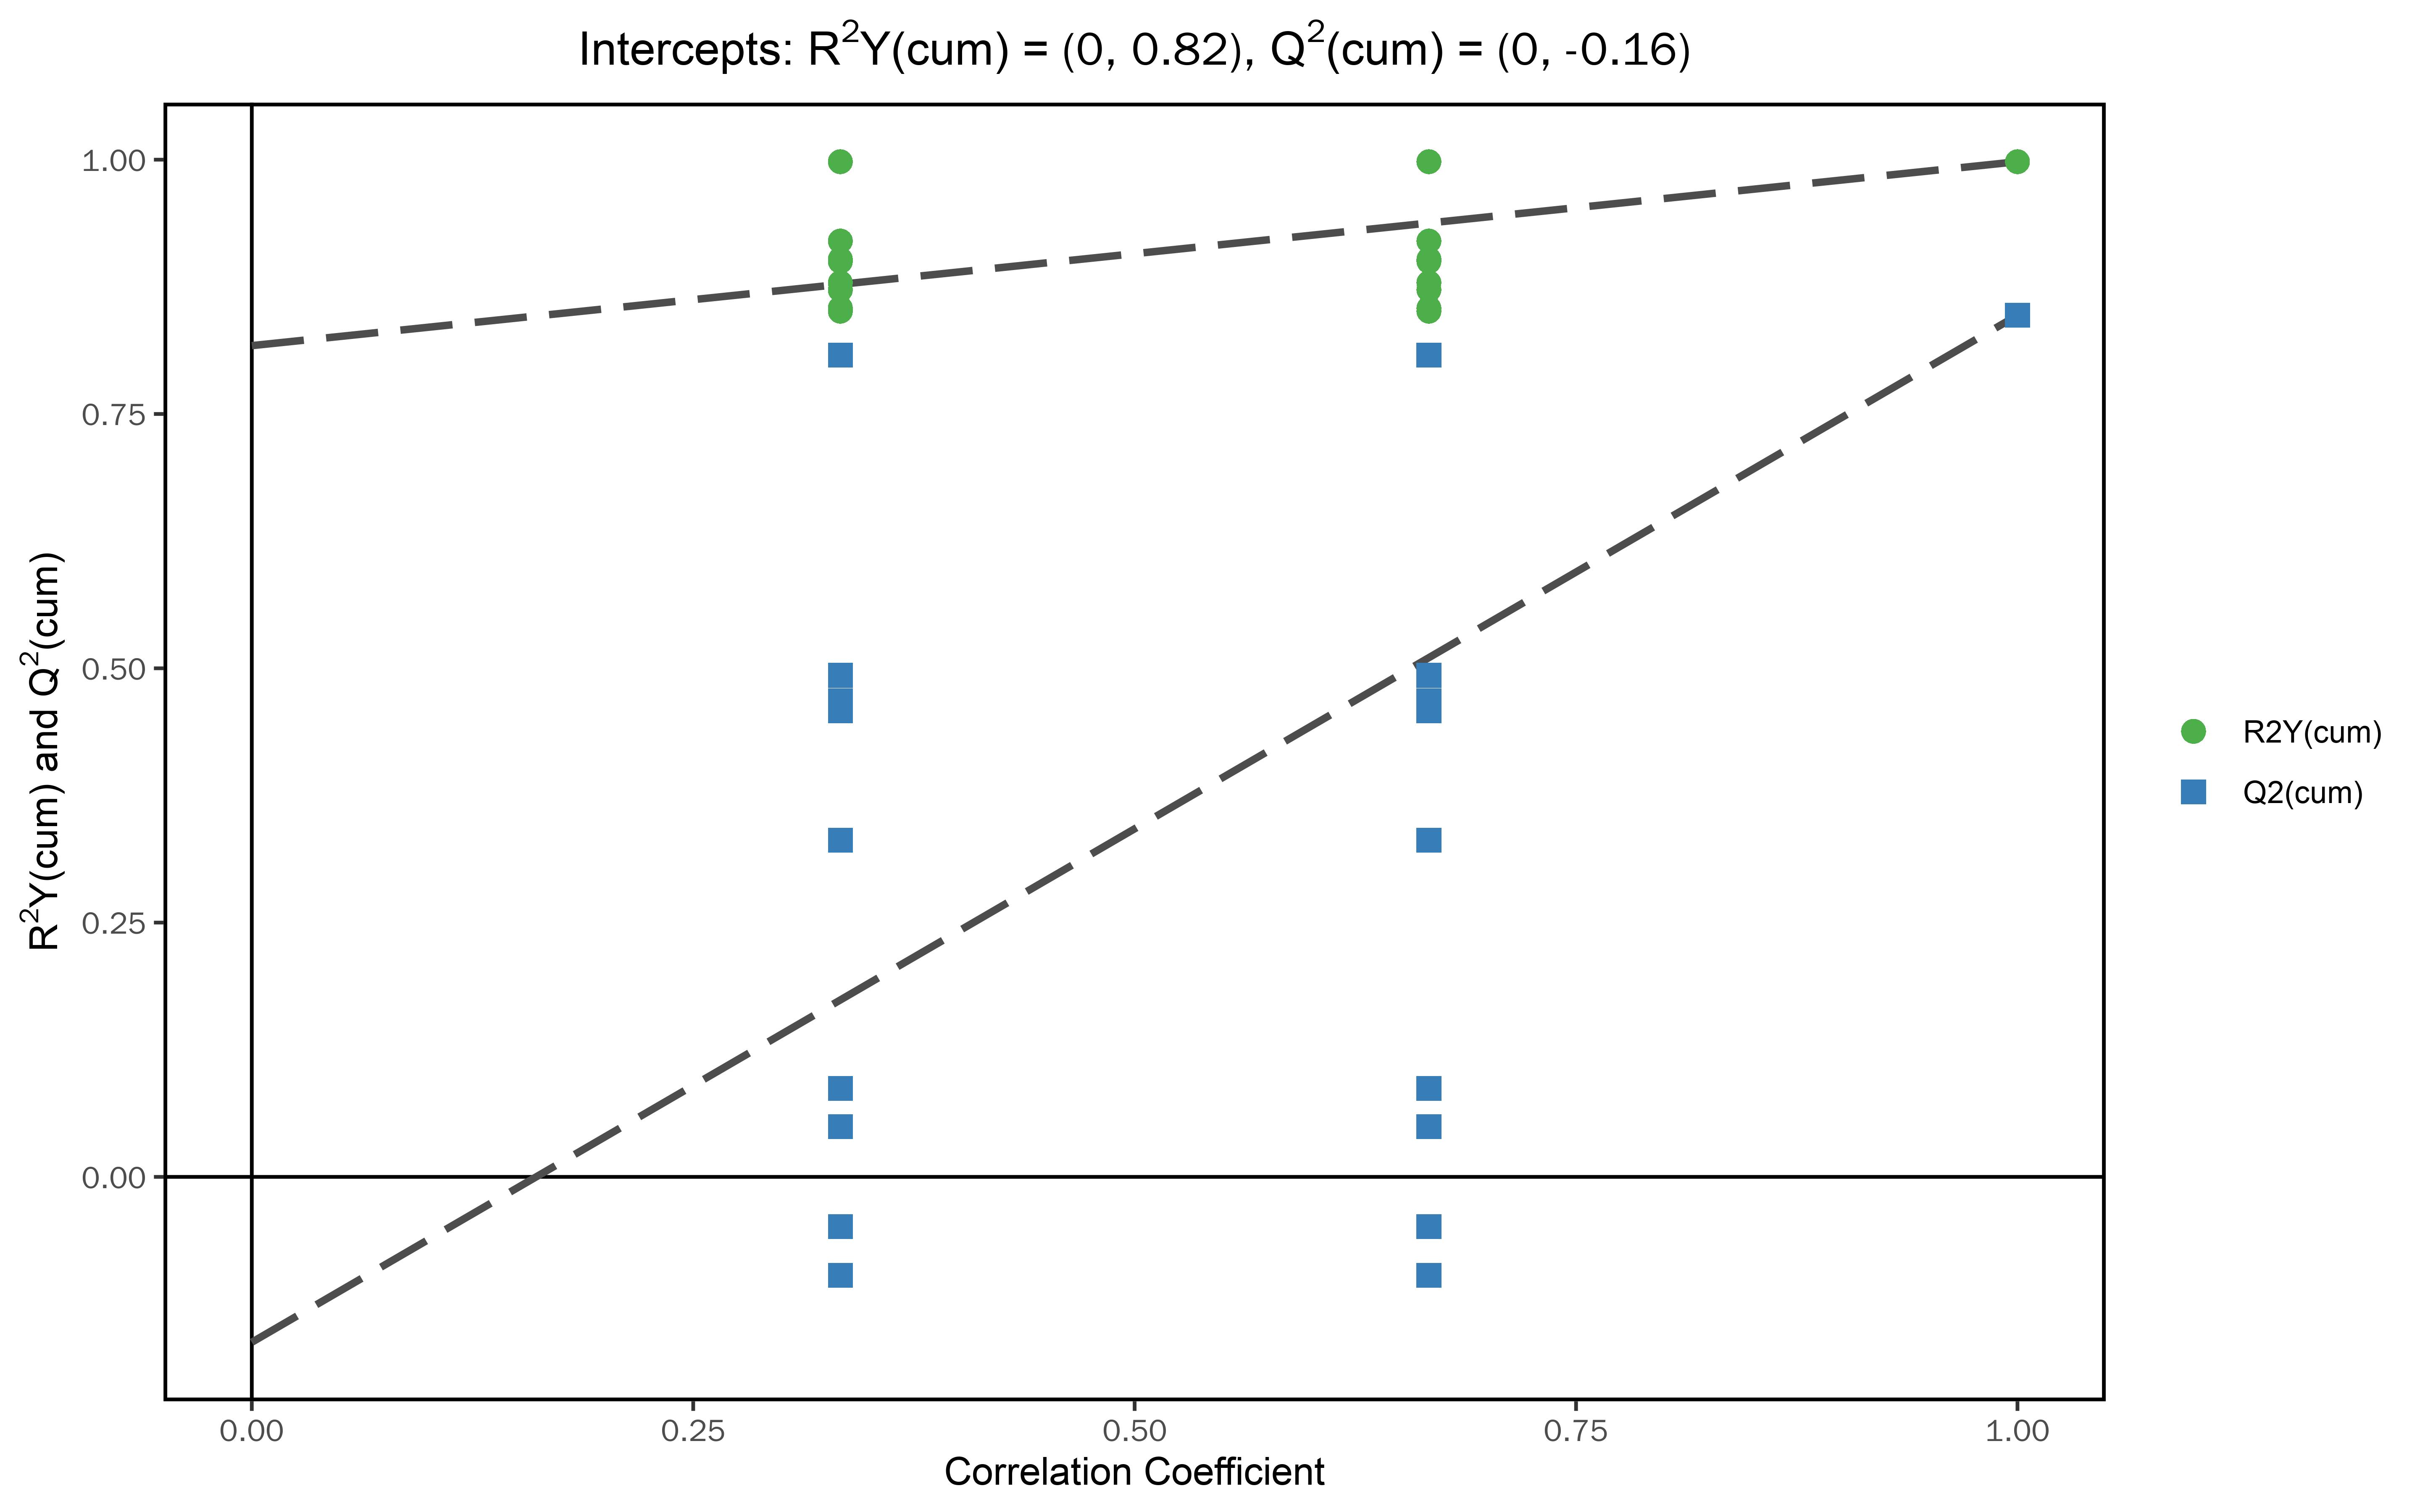 Intercepts: R²Y(cum) = (0, 0.82), Q²(cum) = (0, -0.16)
R²Y(cum) and Q²(cum)
1.00
0.75
0.50
0.25
0.00
0.00 0.25 0.50 0.75 1.00
Correlation Coefficient
R2Y(cum)
Q2(cum)